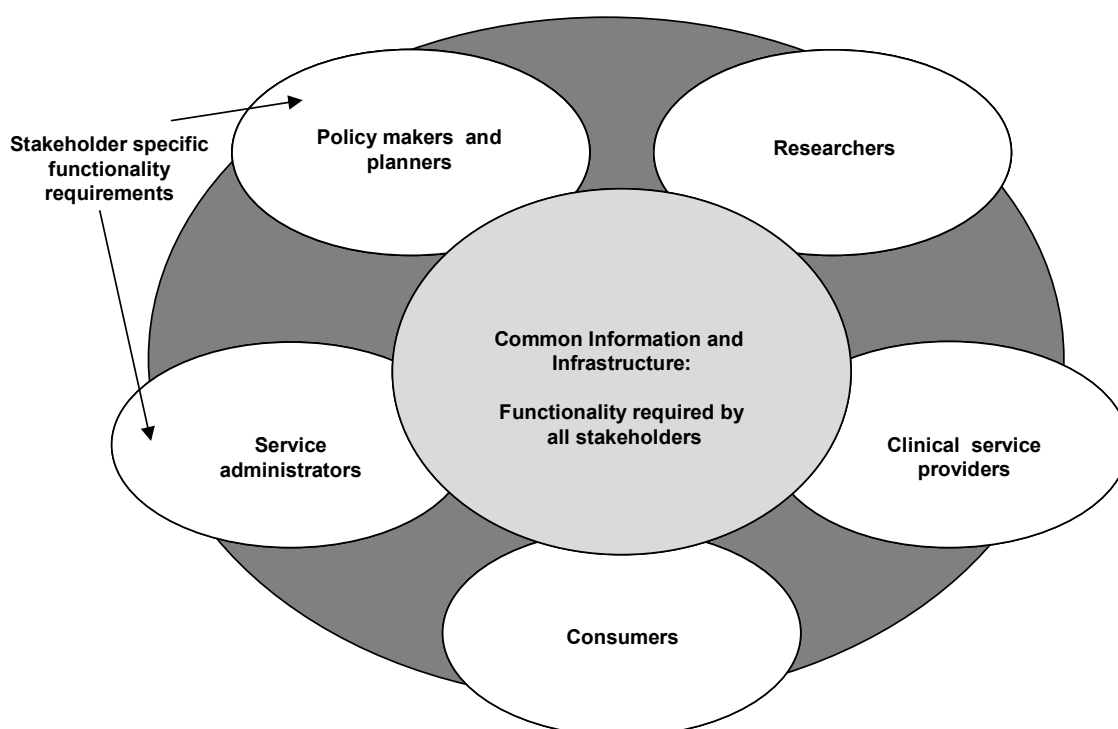 Policy makers and
planners
Researchers
Stakeholder specific
functionality
requirements
Common Information and
Infrastructure:
Functionality required by
all stakeholders
Service
administrators
Clinical service
providers
Consumers